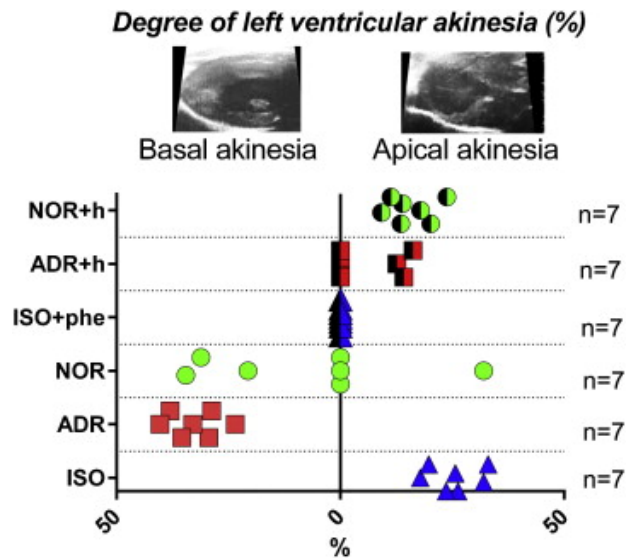 Degree of left ventricular akinesia (%)
Basal akinesia
Apical akinesia
NOR+h
n=7
ADR+h
n=7
ISO+phe
n=7
NOR
n=7
ADR
n=7
ISO
n=7
50
0
50
%